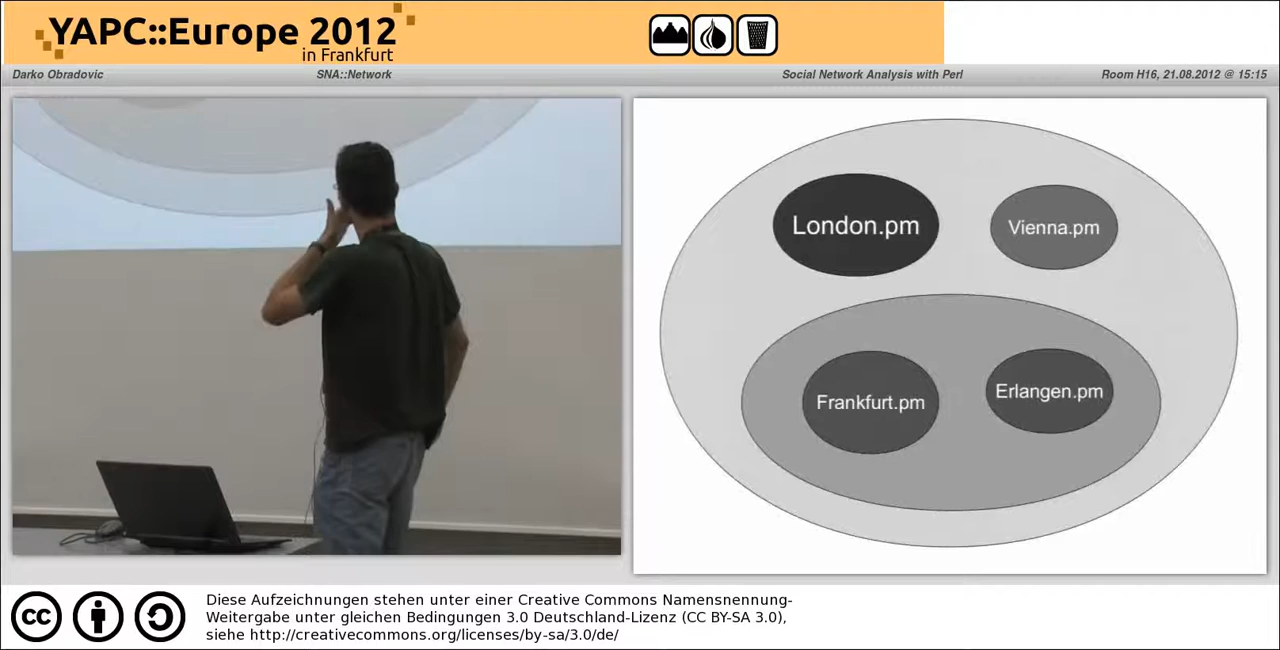 YAPC::Europe 2012
in Frankfurt
Darko Obradovic
SNA::Network
Social Network Analysis with Perl
Room H16, 21.08.2012 @ 15:15
London.pm
Vienna.pm
Frankfurt.pm
Erlangen.pm
cc
Diese Aufzeichnungen stehen unter einer Creative Commons Namensnennung-
Weitergabe unter gleichen Bedingungen 3.0 Deutschland-Lizenz (CC BY-SA 3.0),
siehe http://creativecommons.org/licenses/by-sa/3.0/de/